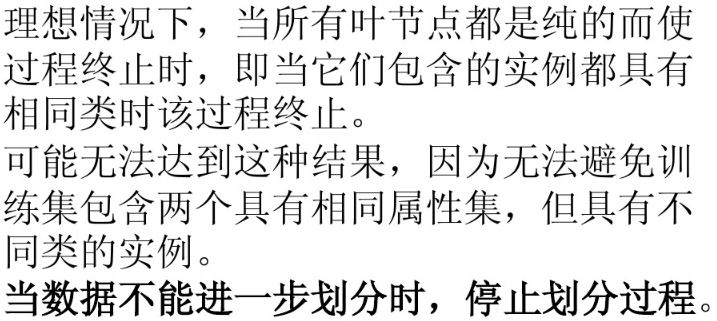 理想情况下，当所有叶节点都是纯的而使
过程终止时，即当它们包含的实例都具有
相同类时该过程终止。
可能无法达到这种结果，因为无法避免训
练集包含两个具有相同属性集，但具有不
同类的实例。
当数据不能进一步划分时，停止划分过程。